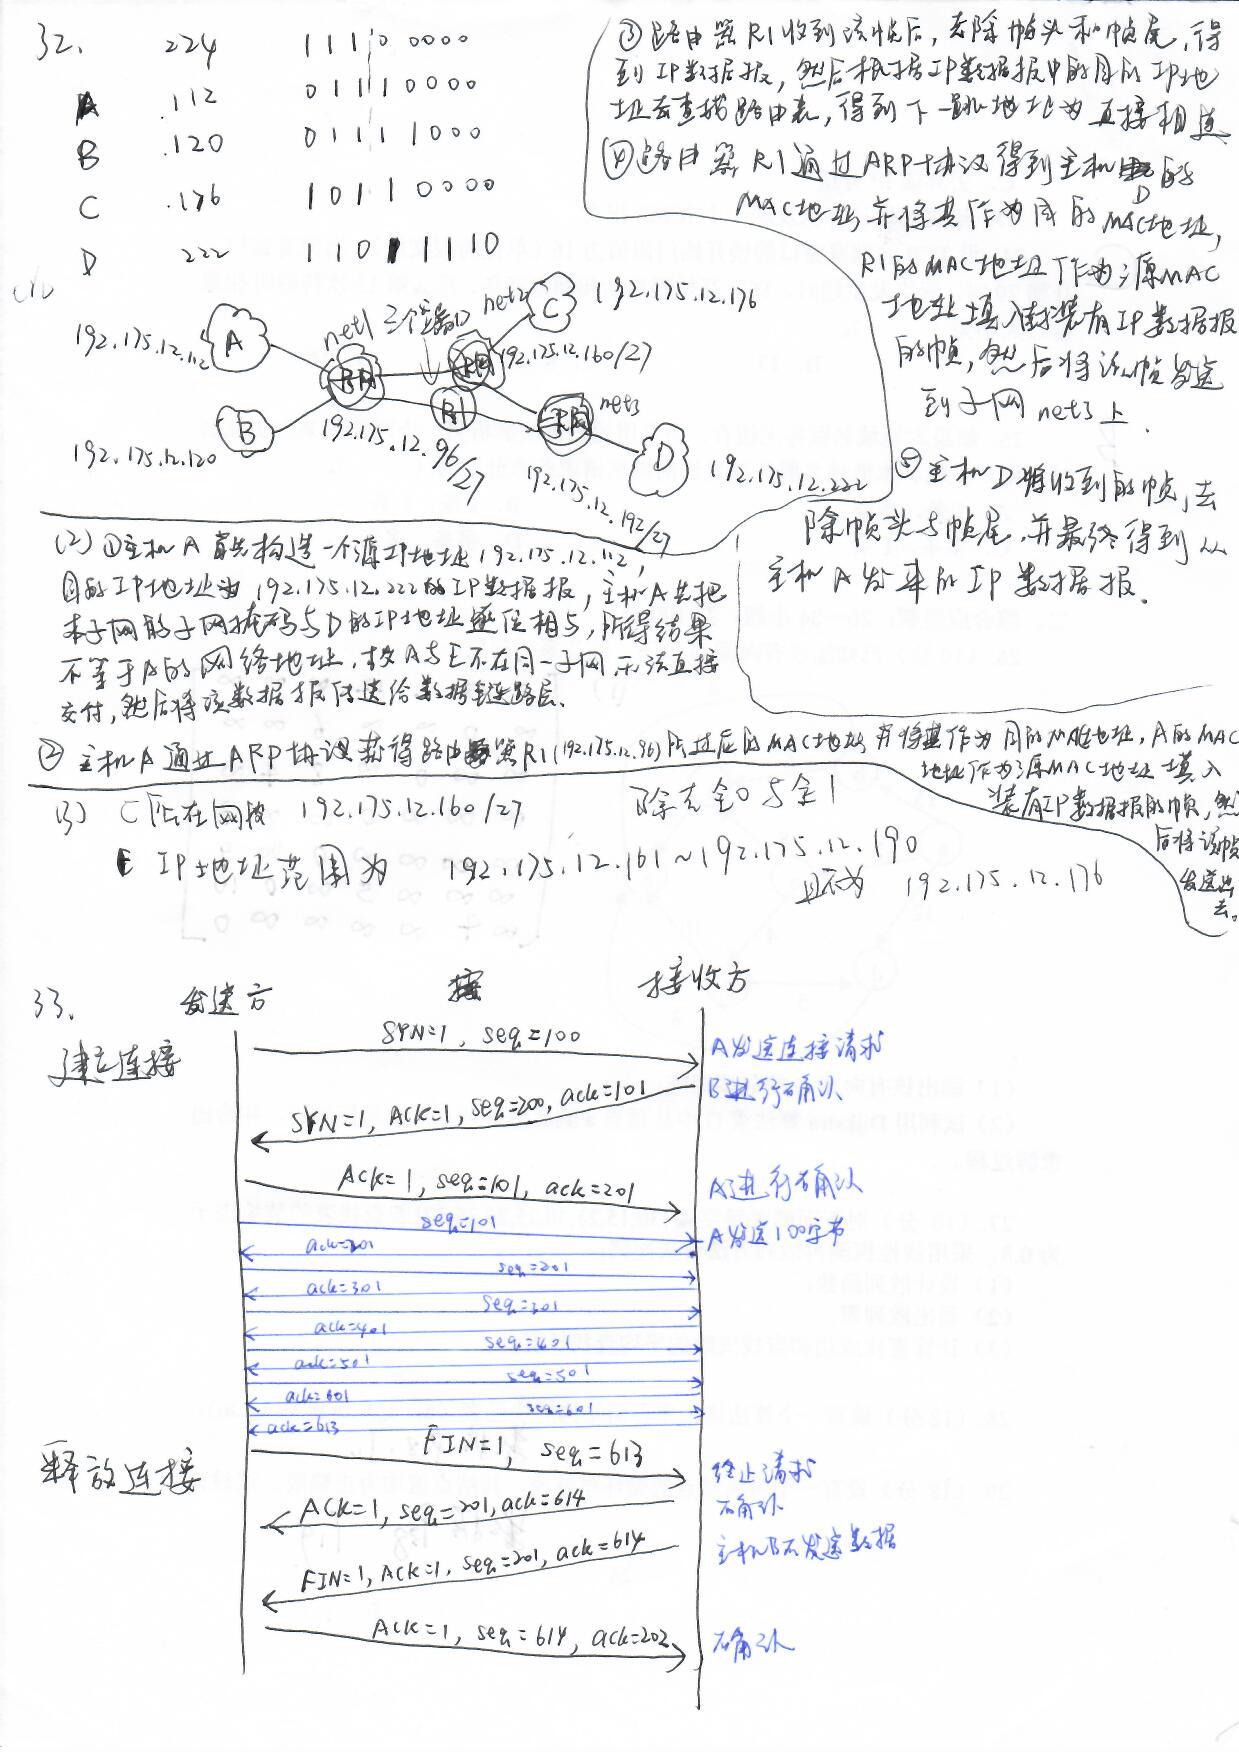 32.
224 11100000
A .112 01110000
B .120 01111000
C .176 10110000
D 222 11011110
(1)
192.175.12.112 A net1 三个端口 net2 C 192.175.12.176
192.175.12.160/27
B R1 net3
192.175.12.120 192.175.12.96/27 192.175.12.192/27 D 192.175.12.222
(2) ①主机A首先构造一个源IP地址192.175.12.112,
目的IP地址为192.175.12.222的IP数据报,主机A先把
本子网的子网掩码与D的IP地址逐位相与,所得结果
不等于A的网络地址,故A与E不在同一子网,不该直接
交付,然后将该数据报传送给数据链路层.
② 主机A通过ARP协议获得路由器R1(192.175.12.96)所对应的MAC地址并将其作为目的MAC地址,A的MAC
地址作为源MAC地址填入
装有IP数据报的帧,然
后将该帧
发送出
去.
③路由器R1收到该帧后,去除帧头和帧尾,得
到IP数据报,然后根据IP数据报中的目的IP地
址去查找路由表,得到下一跳地址为直接相连
④路由器R1通过ARP协议得到主机D的
MAC地址并将其作为目的MAC地址,
R1的MAC地址作为源MAC
地址填入封装有IP数据报
的帧,然后将该帧发送
到子网net3上.
⑤主机D将收到的帧,去
除帧头与帧尾,并最终得到从
主机A发来的IP数据报.
(3) C所在网段 192.175.12.160/27 除去全0与全1
E IP地址范围为 192.175.12.161~192.175.12.190
且不为 192.175.12.176
33. 发送方 接收方
建立连接
SYN=1, seq=100 A发送连接请求
SYN=1, ACK=1, seq=200, ack=101 B进行确认
ACK=1, seq=101, ack=201 A进行确认
seq=101 A发送100字节
ack=201
seq=201
ack=301
seq=301
ack=401
seq=401
ack=501
seq=501
ack=601
seq=601
ack=613
释放连接
FIN=1, seq=613 终止请求
ACK=1, seq=201, ack=614 确认
FIN=1, ACK=1, seq=201, ack=614 主机B不发送数据
ACK=1, seq=614, ack=202 确认